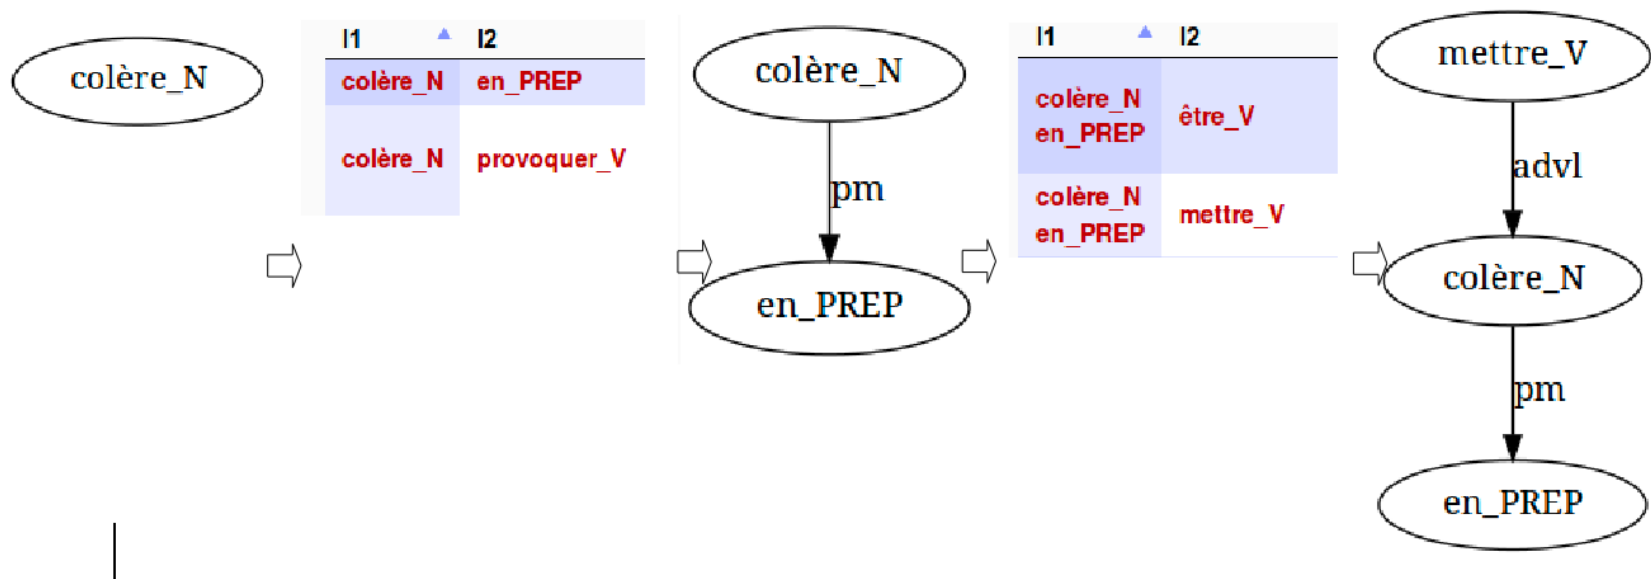 colère_N
l1 l2
colère_N en_PREP
colère_N provoquer_V
colère_N
pm
en_PREP
l1 l2
colère_N
en_PREP
être_V
colère_N
en_PREP
mettre_V
mettre_V
advl
colère_N
pm
en_PREP